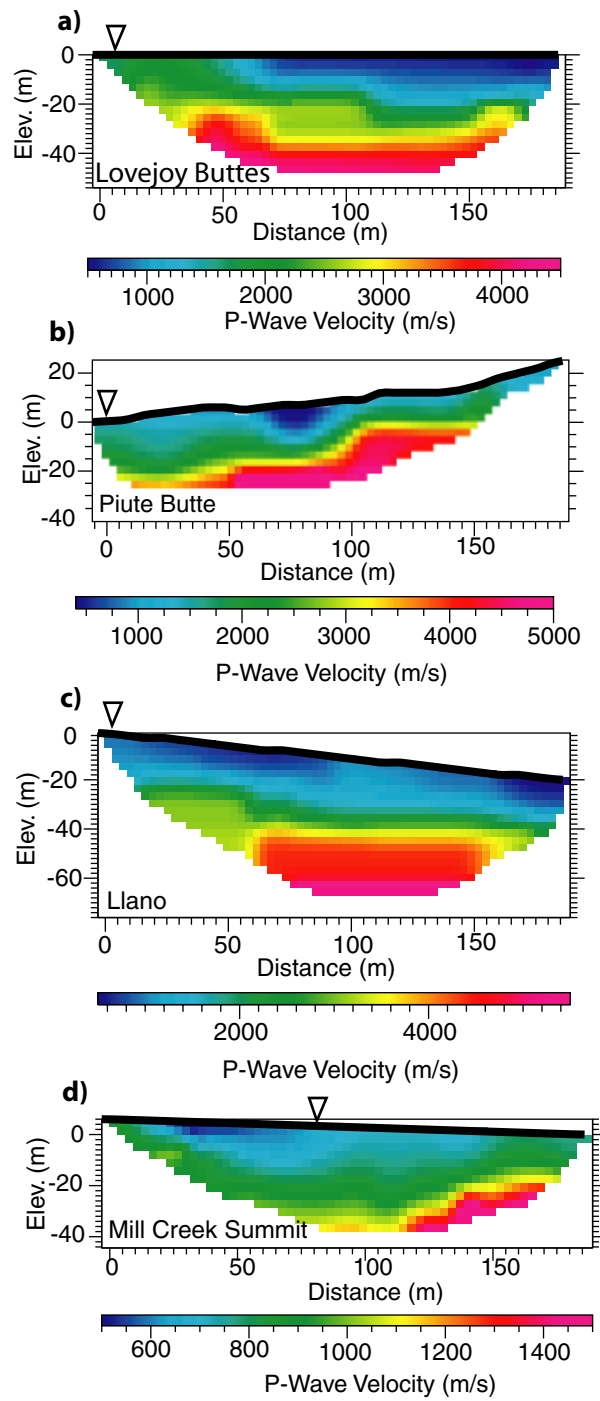 a)
0
-20
-40
Elev. (m)
Lovejoy Buttes
0 50 100 150
Distance (m)
1000 2000 3000 4000
P-Wave Velocity (m/s)
b)
20
0
-20
-40
Elev. (m)
Piute Butte
0 50 100 150
Distance (m)
1000 2000 3000 4000 5000
P-Wave Velocity (m/s)
c)
0
-20
-40
-60
Elev. (m)
Llano
0 50 100 150
Distance (m)
2000 4000
P-Wave Velocity (m/s)
d)
0
-20
-40
Elev. (m)
Mill Creek Summit
0 50 100 150
Distance (m)
600 800 1000 1200 1400
P-Wave Velocity (m/s)